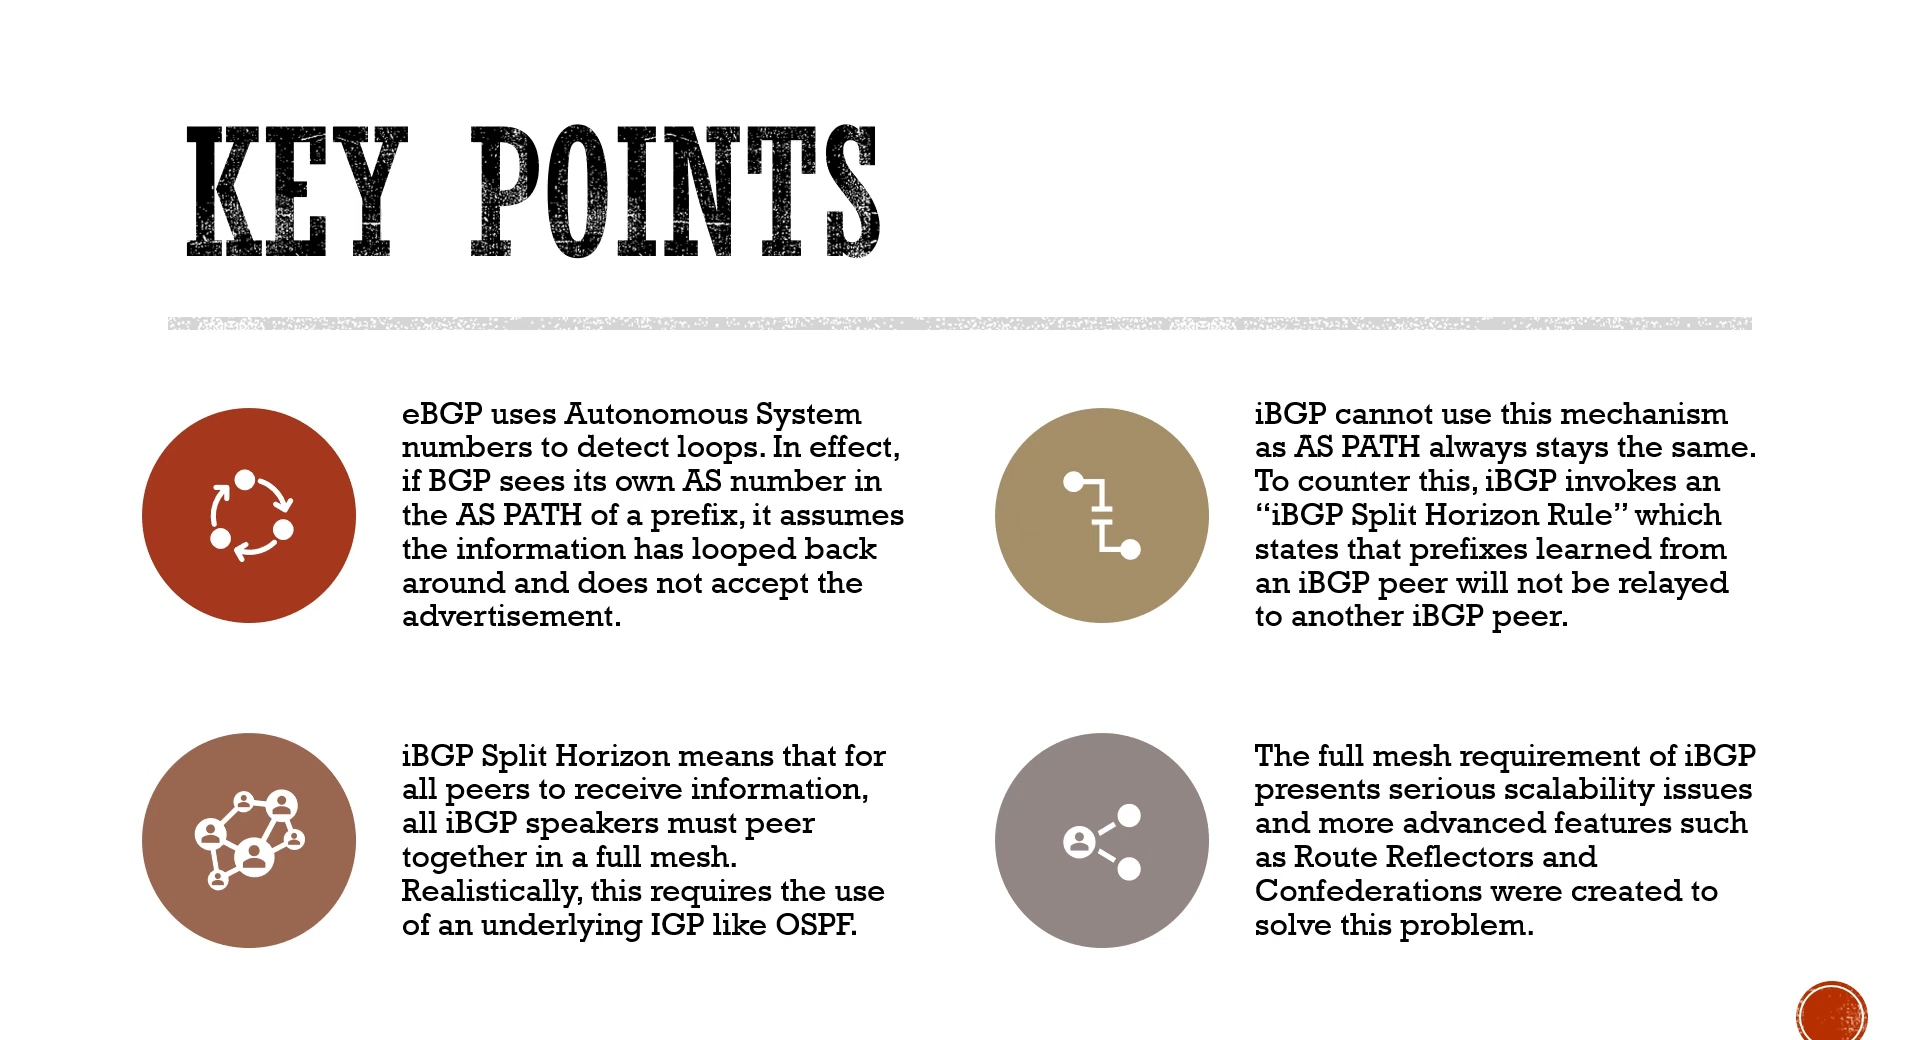 KEY POINTS
eBGP uses Autonomous System
numbers to detect loops. In effect,
if BGP sees its own AS number in
the AS PATH of a prefix, it assumes
the information has looped back
around and does not accept the
advertisement.
iBGP cannot use this mechanism
as AS PATH always stays the same.
To counter this, iBGP invokes an
“iBGP Split Horizon Rule” which
states that prefixes learned from
an iBGP peer will not be relayed
to another iBGP peer.
iBGP Split Horizon means that for
all peers to receive information,
all iBGP speakers must peer
together in a full mesh.
Realistically, this requires the use
of an underlying IGP like OSPF.
The full mesh requirement of iBGP
presents serious scalability issues
and more advanced features such
as Route Reflectors and
Confederations were created to
solve this problem.